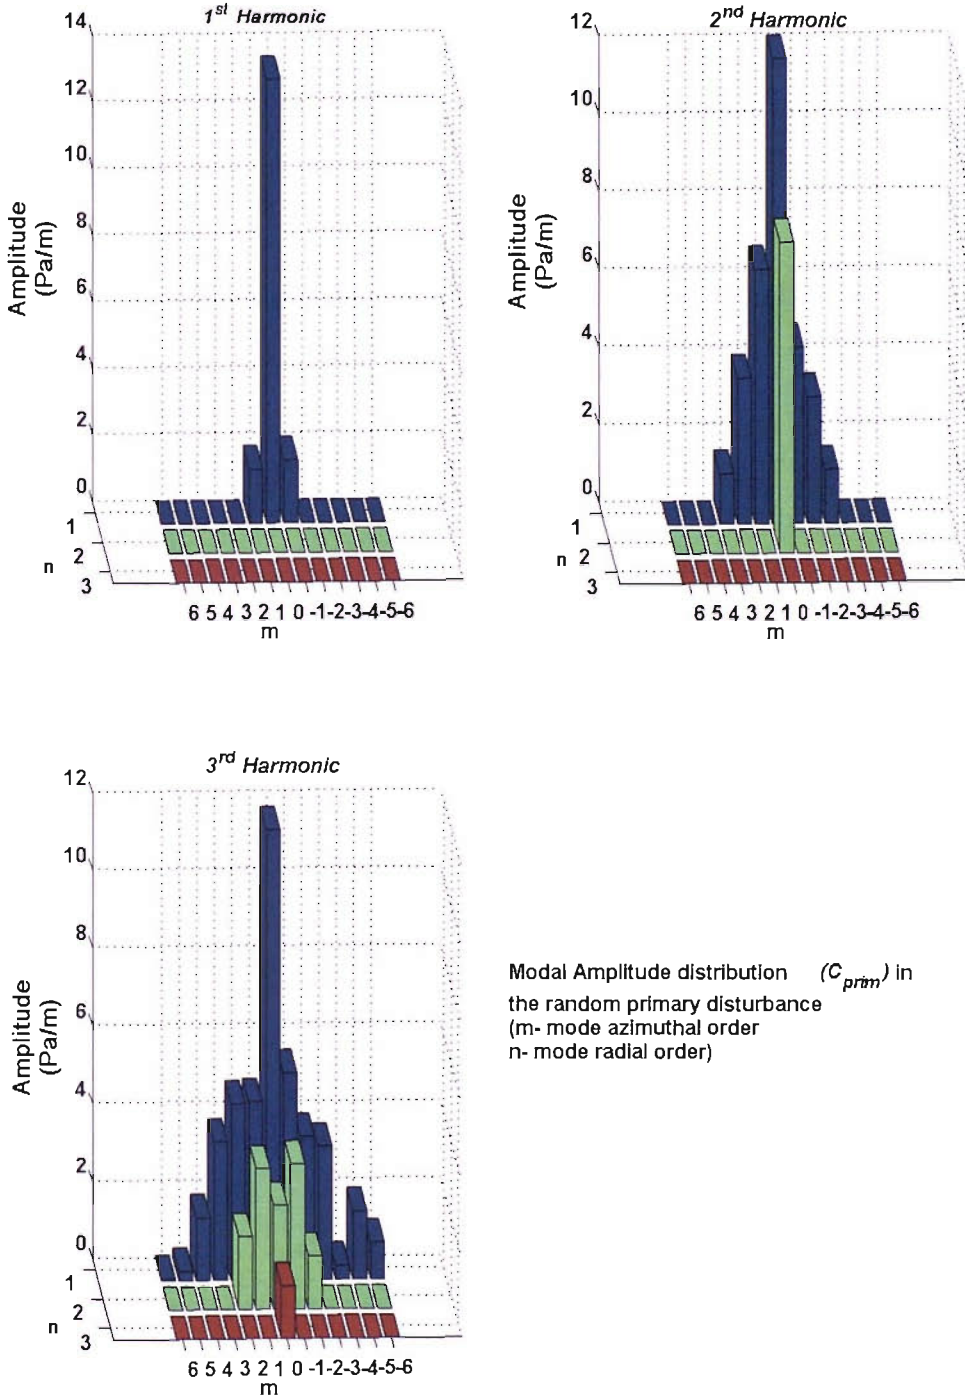 1st Harmonic
14
12
10
8
6
4
2
0
Amplitude
(Pa/m)
1
2
3
n
6 5 4 3 2 1 0 -1-2-3-4-5-6
m
2nd Harmonic
12
10
8
6
4
2
0
Amplitude
(Pa/m)
1
2
3
n
6 5 4 3 2 1 0 -1-2-3-4-5-6
m
3rd Harmonic
12
10
8
6
4
2
0
Amplitude
(Pa/m)
1
2
3
n
6 5 4 3 2 1 0 -1-2-3-4-5-6
m
Modal Amplitude distribution (Cprim) in
the random primary disturbance
(m- mode azimuthal order
n- mode radial order)